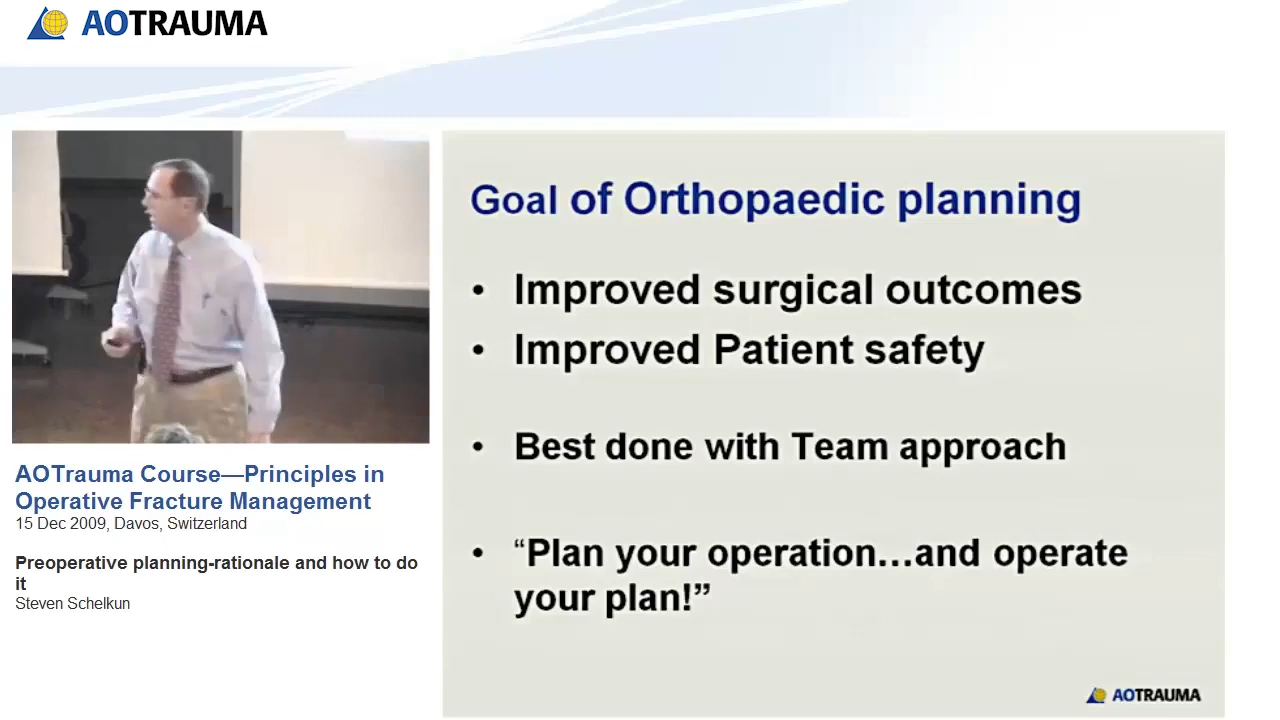 AOTRAUMA
Goal of Orthopaedic planning
• Improved surgical outcomes
• Improved Patient safety
• Best done with Team approach
• “Plan your operation…and operate
your plan!”
AOTRAUMA
AOTrauma Course—Principles in
Operative Fracture Management
15 Dec 2009, Davos, Switzerland
Preoperative planning-rationale and how to do
it
Steven Schelkun